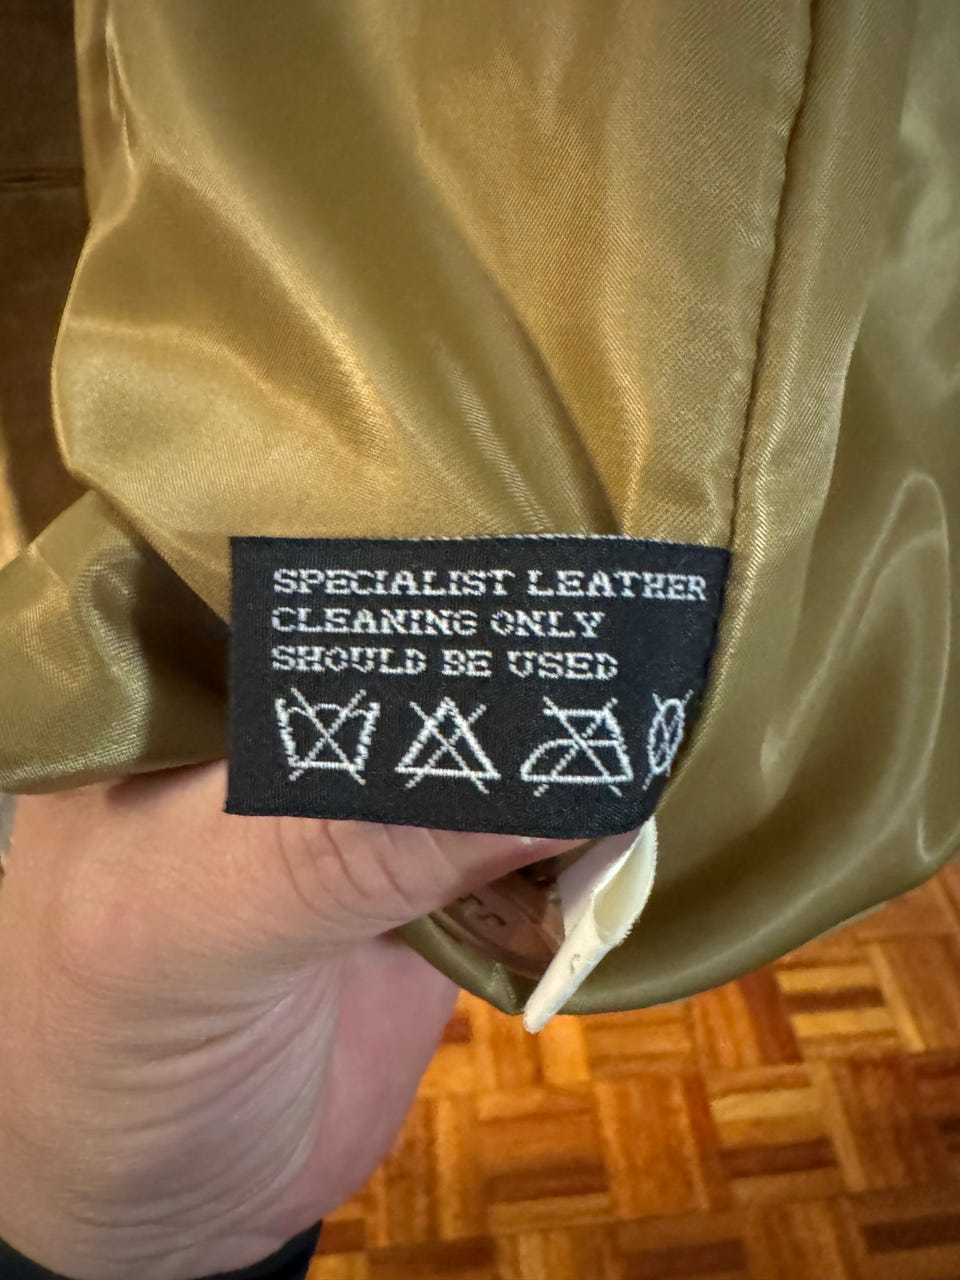 SPECIALIST LEATHER
CLEANING ONLY
SHOULD BE USED